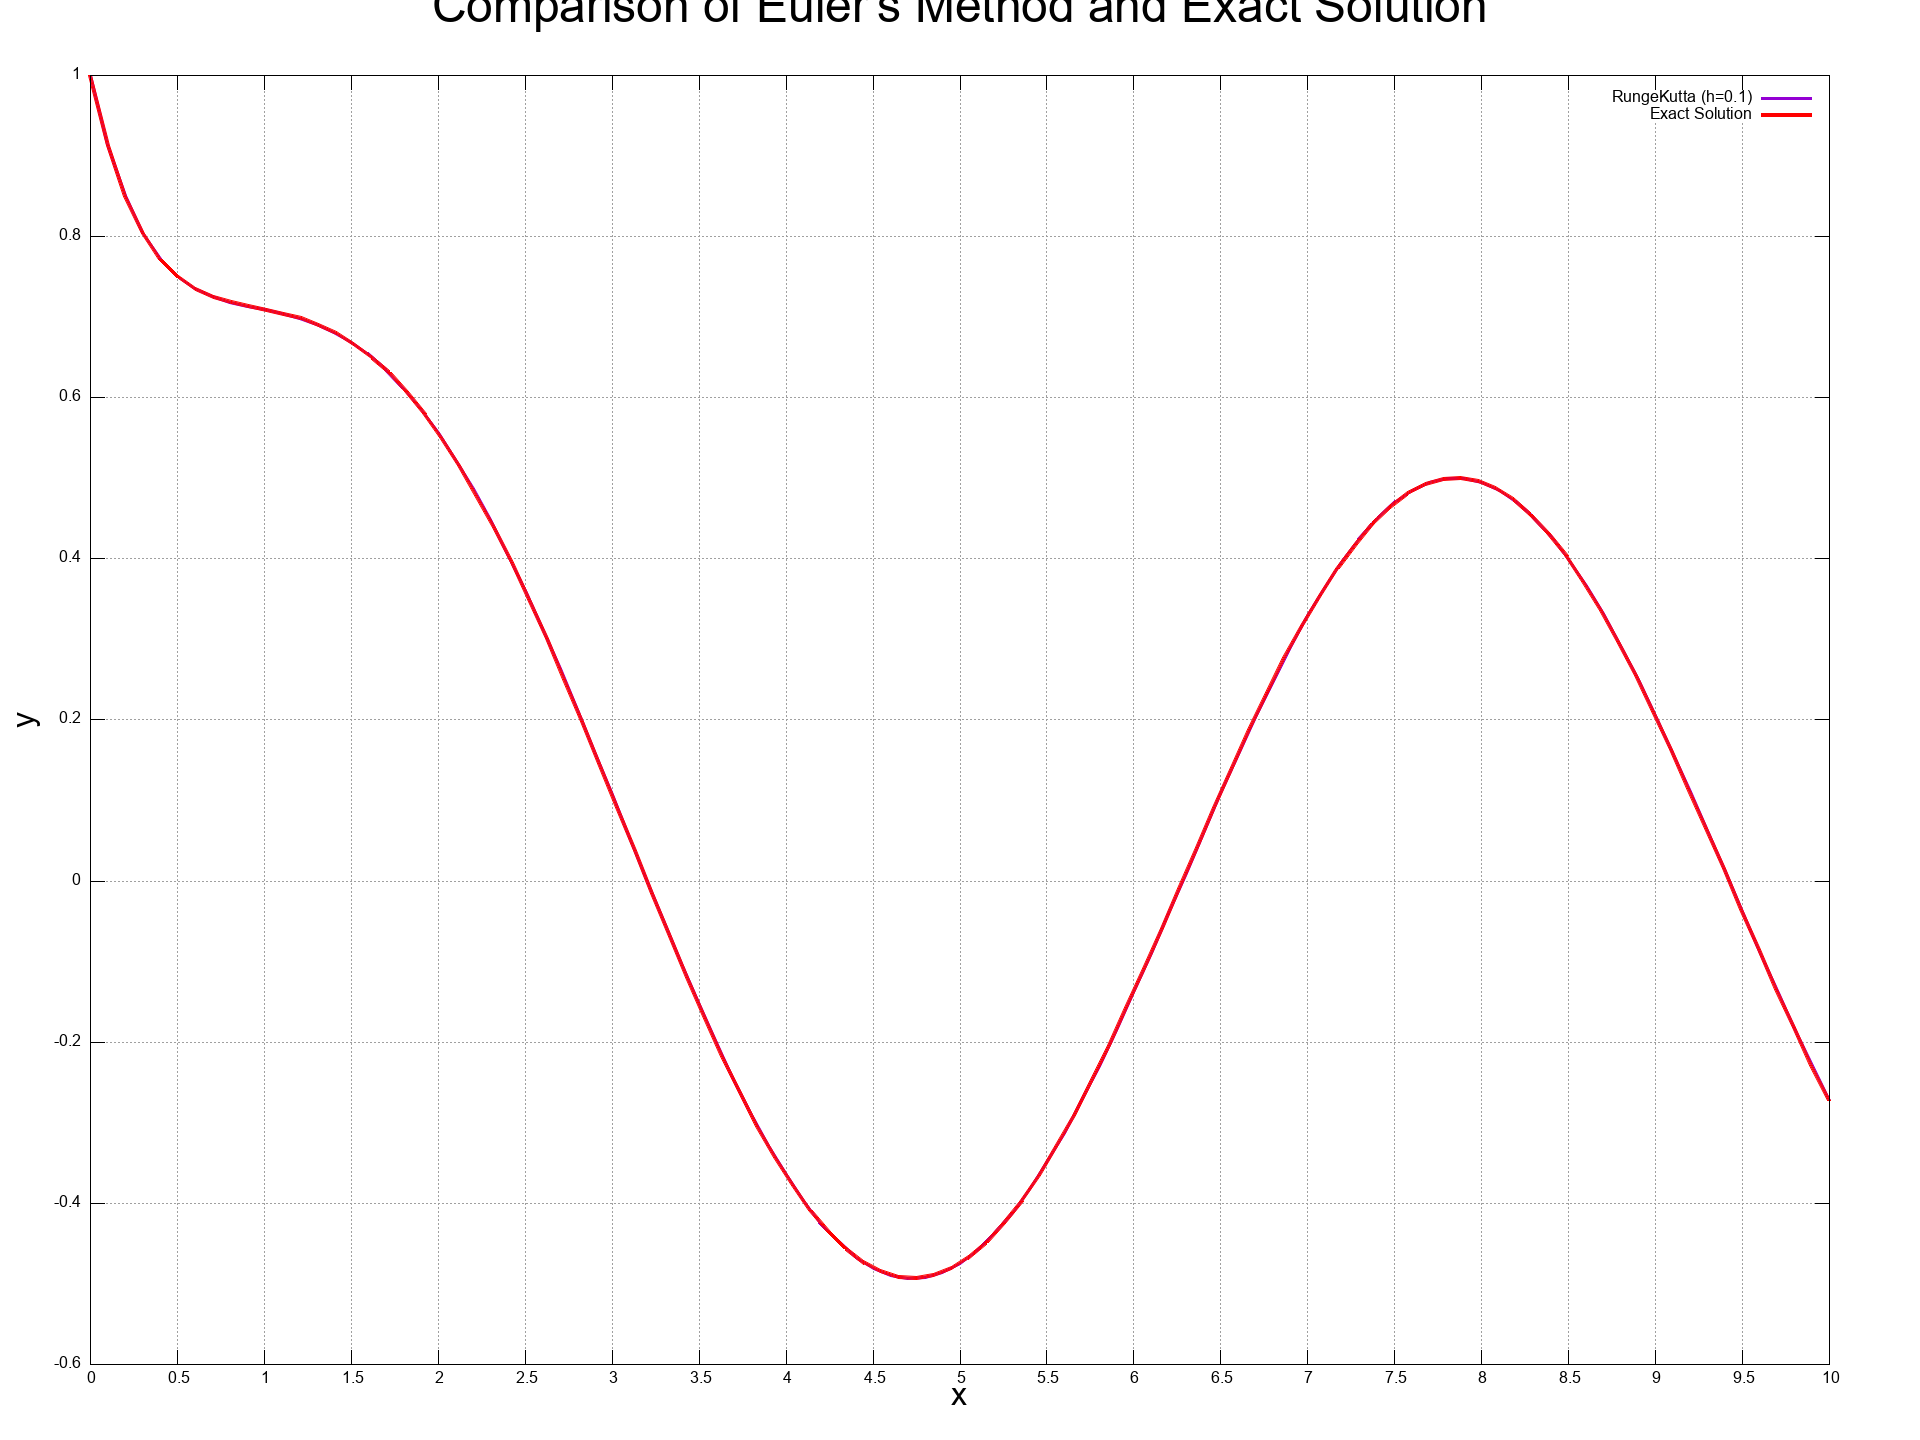 Comparison of Euler's Method and Exact Solution
RungeKutta (h=0.1)
Exact Solution
1
0.8
0.6
0.4
0.2
0
-0.2
-0.4
-0.6
y
0 0.5 1 1.5 2 2.5 3 3.5 4 4.5 5 5.5 6 6.5 7 7.5 8 8.5 9 9.5 10
x